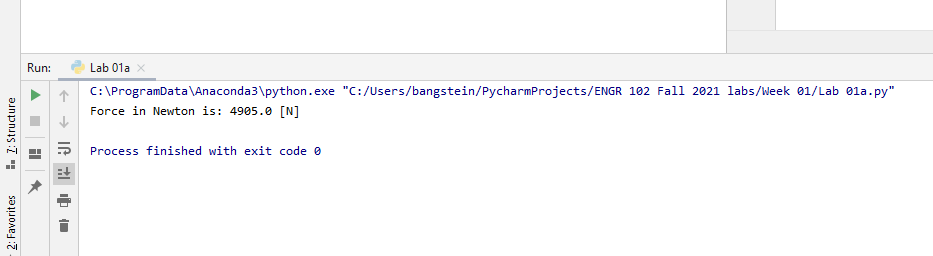 Run: Lab 01a
C:\ProgramData\Anaconda3\python.exe "C:/Users/bangstein/PycharmProjects/ENGR 102 Fall 2021 labs/Week 01/Lab 01a.py"
Force in Newton is: 4905.0 [N]
Process finished with exit code 0
7: Structure
2: Favorites